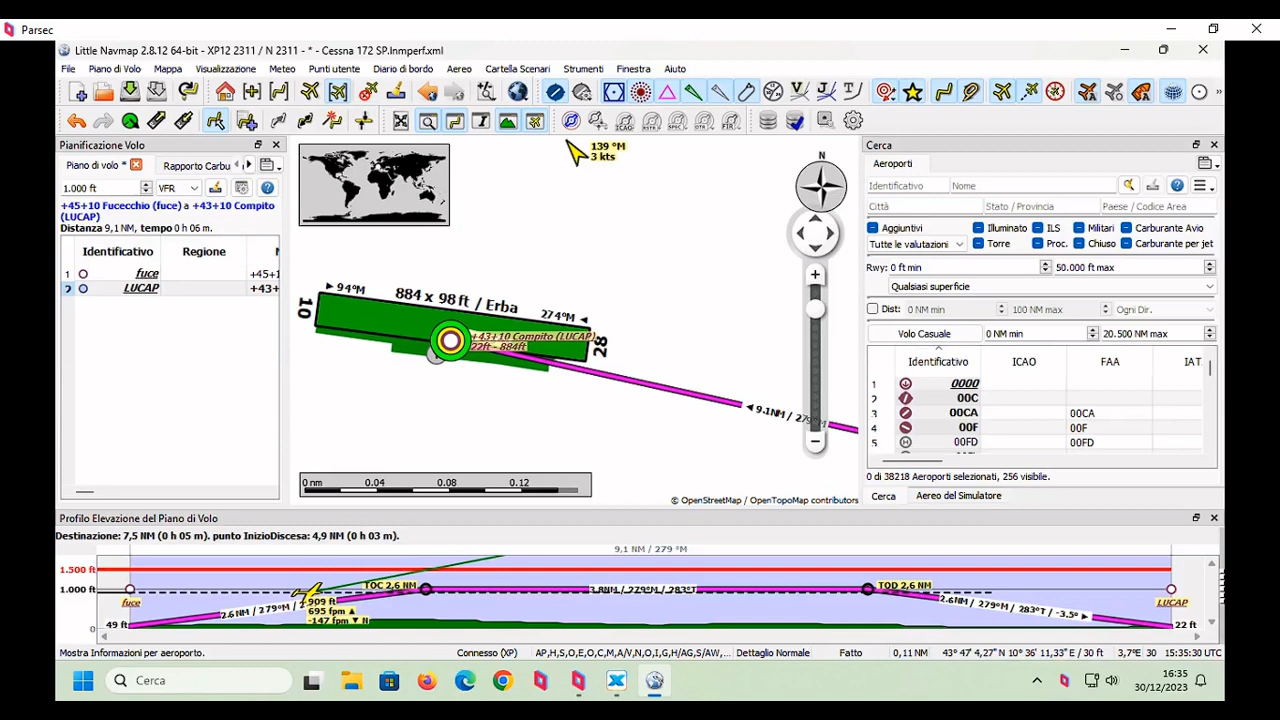 Parsec
Little Navmap 2.8.12 64-bit - XP12 2311 / N 2311 - * - Cessna 172 SP.lnmperf.xml
File Piano di Volo Mappa Visualizzazione Meteo Punti utente Diario di bordo Aereo Cartella Scenari Strumenti Finestra Aiuto
Pianificazione Volo
Piano di volo * Rapporto Carbu
1.000 ft VFR
+45+10 Fucecchio (fuce) a +43+10 Compito
(LUCAP)
Distanza 9,1 NM, tempo 0 h 06 m.
Identificativo Regione
1 fuce +45+1
2 LUCAP +43+
139 °M
3 kts
N
94°M
884 x 98 ft / Erba
274°M
10
28
+43+10 Compito (LUCAP)
22ft - 884ft
9.1NM / 279°M
0 nm 0.04 0.08 0.12
© OpenStreetMap / OpenTopoMap contributors
Cerca
Aeroporti
Identificativo Nome
Città Stato / Provincia Paese / Codice Area
Aggiuntivi Illuminato ILS Militari Carburante Avio
Tutte le valutazioni Torre Proc. Chiuso Carburante per jet
Rwy: 0 ft min 50.000 ft max
Qualsiasi superficie
Dist: 0 NM min 100 NM max Ogni Dir.
Volo Casuale 0 NM min 20.500 NM max
Identificativo ICAO FAA IAT
1 0000
2 00C
3 00CA 00CA
4 00F 00F
5 00FD 00FD
0 di 38218 Aeroporti selezionati, 256 visibile.
Cerca Aereo del Simulatore
Profilo Elevazione del Piano di Volo
Destinazione: 7,5 NM (0 h 05 m). punto InizioDiscesa: 4,9 NM (0 h 03 m).
9,1 NM / 279 °M
1.500 ft
1.000 ft
TOC 2,6 NM
3.8NM / 279°M / 283°T
TOD 2,6 NM
fuce
2.6NM / 279°M / 2
909 ft
695 fpm ▲
-147 fpm ▼ N
2.6NM / 279°M / 283°T / -3.5°
LUCAP
49 ft
22 ft
0
Mostra Informazioni per aeroporto. Connesso (XP) AP,H,S,O,E,O,C,M,A/V,N,O,I,G,H/AG,S/AW,... Dettaglio Normale Fatto 0,11 NM 43° 47' 4,27" N 10° 36' 11,33" E / 30 ft 3,7°E 30 15:35:30 UTC
Cerca
16:35
30/12/2023